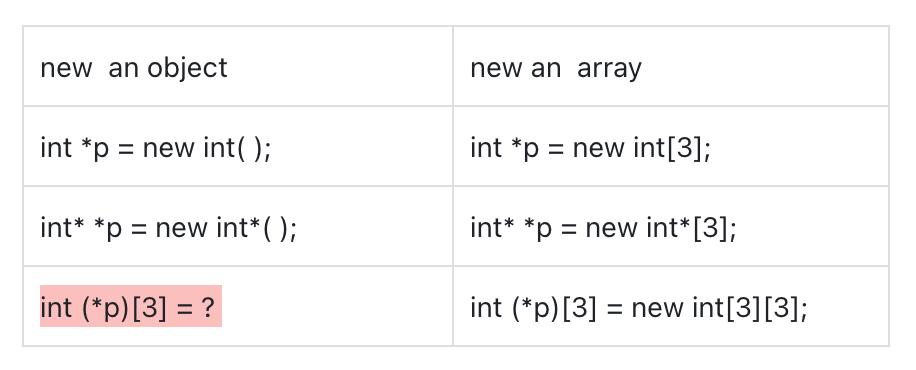 new  an object
new an  array
int *p = new int( );
int *p = new int[3];
int* *p = new int*( );
int* *p = new int*[3];
int (*p)[3] = ?
int (*p)[3] = new int[3][3];